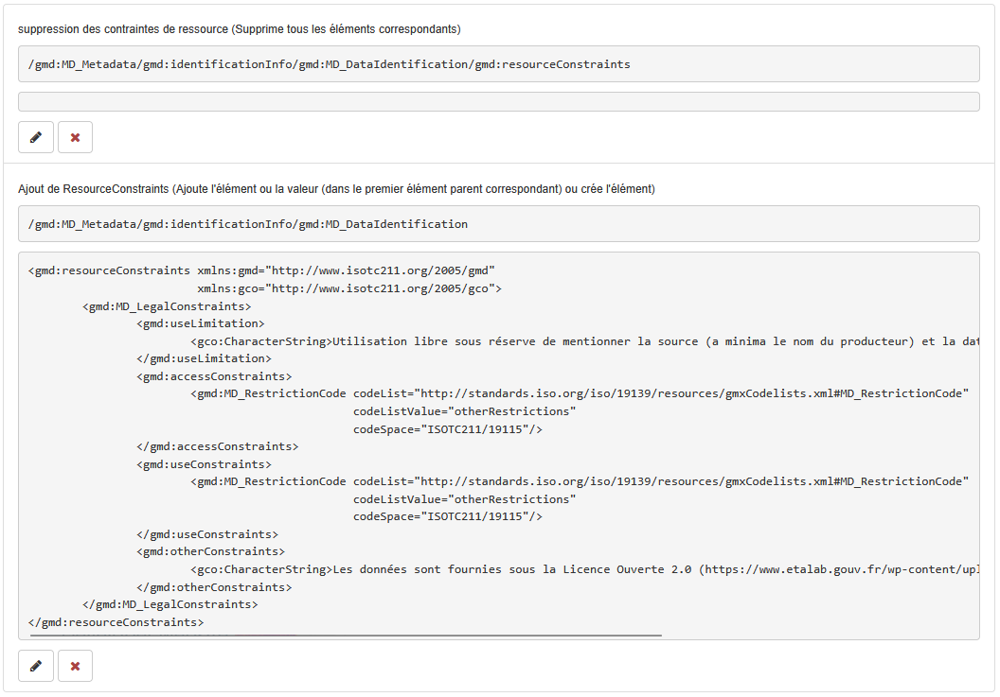 suppression des contraintes de ressource (Supprime tous les éléments correspondants)
/gmd:MD_Metadata/gmd:identificationInfo/gmd:MD_DataIdentification/gmd:resourceConstraints
Ajout de ResourceConstraints (Ajoute l'élément ou la valeur (dans le premier élément parent correspondant) ou crée l'élément)
/gmd:MD_Metadata/gmd:identificationInfo/gmd:MD_DataIdentification
<gmd:resourceConstraints xmlns:gmd="http://www.isotc211.org/2005/gmd"
xmlns:gco="http://www.isotc211.org/2005/gco">
<gmd:MD_LegalConstraints>
<gmd:useLimitation>
<gco:CharacterString>Utilisation libre sous réserve de mentionner la source (a minima le nom du producteur) et la dat
</gmd:useLimitation>
<gmd:accessConstraints>
<gmd:MD_RestrictionCode codeList="http://standards.iso.org/iso/19139/resources/gmxCodelists.xml#MD_RestrictionCode"
codeListValue="otherRestrictions"
codeSpace="ISOTC211/19115"/>
</gmd:accessConstraints>
<gmd:useConstraints>
<gmd:MD_RestrictionCode codeList="http://standards.iso.org/iso/19139/resources/gmxCodelists.xml#MD_RestrictionCode"
codeListValue="otherRestrictions"
codeSpace="ISOTC211/19115"/>
</gmd:useConstraints>
<gmd:otherConstraints>
<gco:CharacterString>Les données sont fournies sous la Licence Ouverte 2.0 (https://www.etalab.gouv.fr/wp-content/upl
</gmd:otherConstraints>
</gmd:MD_LegalConstraints>
</gmd:resourceConstraints>